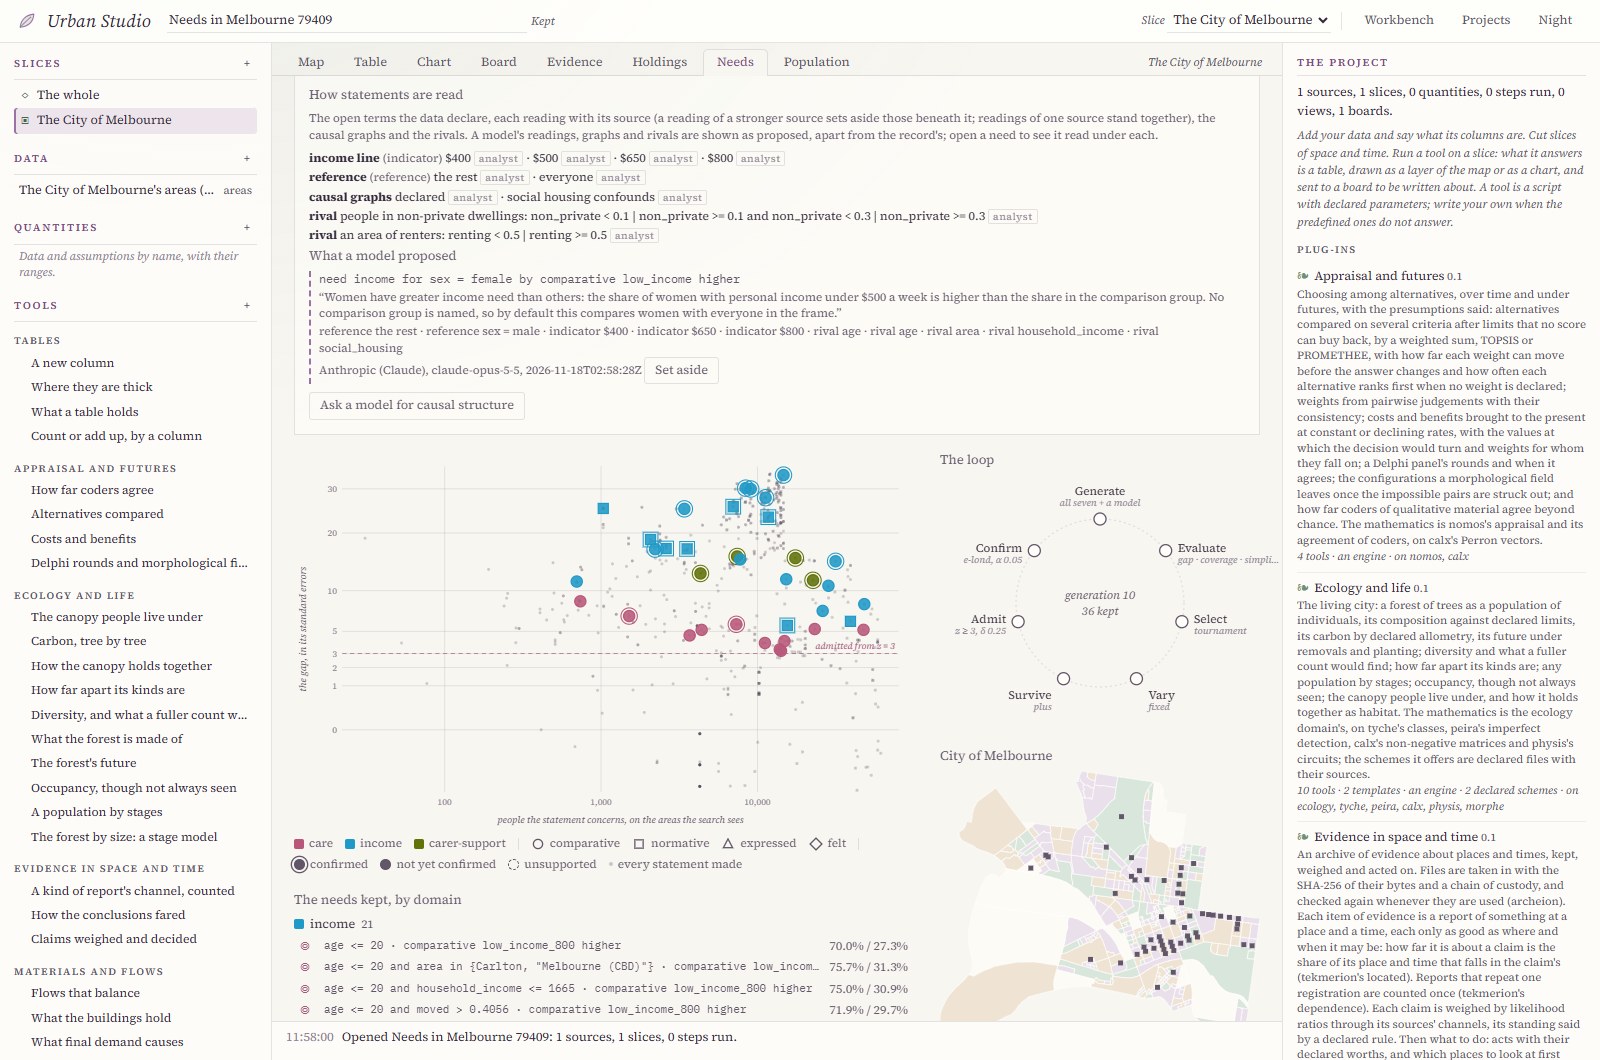 Urban Studio
Needs in Melbourne 79409
Kept
Slice The City of Melbourne
Workbench
Projects
Night
SLICES +
The whole
The City of Melbourne
DATA +
The City of Melbourne's areas (... areas
QUANTITIES +
Data and assumptions by name, with their
ranges.
TOOLS +
TABLES
A new column
Where they are thick
What a table holds
Count or add up, by a column
APPRAISAL AND FUTURES
How far coders agree
Alternatives compared
Costs and benefits
Delphi rounds and morphological fi...
ECOLOGY AND LIFE
The canopy people live under
Carbon, tree by tree
How the canopy holds together
How far apart its kinds are
Diversity, and what a fuller count w...
What the forest is made of
The forest's future
Occupancy, though not always seen
A population by stages
The forest by size: a stage model
EVIDENCE IN SPACE AND TIME
A kind of report's channel, counted
How the conclusions fared
Claims weighed and decided
MATERIALS AND FLOWS
Flows that balance
What the buildings hold
What final demand causes
Map
Table
Chart
Board
Evidence
Holdings
Needs
Population
The City of Melbourne
How statements are read
The open terms the data declare, each reading with its source (a reading of a stronger source sets aside those beneath it; readings of one source stand together), the
causal graphs and the rivals. A model's readings, graphs and rivals are shown as proposed, apart from the record's; open a need to see it read under each.
income line (indicator) $400 analyst · $500 analyst · $650 analyst · $800 analyst
reference (reference) the rest analyst · everyone analyst
causal graphs declared analyst · social housing confounds analyst
rival people in non-private dwellings: non_private < 0.1 | non_private >= 0.1 and non_private < 0.3 | non_private >= 0.3 analyst
rival an area of renters: renting < 0.5 | renting >= 0.5 analyst
What a model proposed
need income for sex = female by comparative low_income higher
“Women have greater income need than others: the share of women with personal income under $500 a week is higher than the share in the comparison group. No
comparison group is named, so by default this compares women with everyone in the frame.”
reference the rest · reference sex = male · indicator $400 · indicator $650 · indicator $800 · rival age · rival age · rival area · rival household_income · rival
social_housing
Anthropic (Claude), claude-opus-5-5, 2026-11-18T02:58:28Z Set aside
Ask a model for causal structure
the gap, in its standard errors
30
20
10
5
3
2
1
0
admitted from z = 3
100
1,000
10,000
people the statement concerns, on the areas the search sees
care income carer-support comparative normative expressed felt
confirmed not yet confirmed unsupported every statement made
The needs kept, by domain
income 21
age <= 20 · comparative low_income_800 higher 70.0% / 27.3%
age <= 20 and area in {Carlton, "Melbourne (CBD)"} · comparative low_incom… 75.7% / 31.3%
age <= 20 and household_income <= 1665 · comparative low_income_800 higher 75.0% / 30.9%
age <= 20 and moved > 0.4056 · comparative low_income_800 higher 71.9% / 29.7%
The loop
Generate
all seven + a model
Confirm
e-lond, α 0.05
Evaluate
gap · coverage · simpli...
generation 10
36 kept
Admit
z ≥ 3, δ 0.25
Select
tournament
Survive
plus
Vary
fixed
City of Melbourne
11:58:00 Opened Needs in Melbourne 79409: 1 sources, 1 slices, 0 steps run.
THE PROJECT
1 sources, 1 slices, 0 quantities, 0 steps run, 0
views, 1 boards.
Add your data and say what its columns are. Cut slices
of space and time. Run a tool on a slice: what it answers
is a table, drawn as a layer of the map or as a chart, and
sent to a board to be written about. A tool is a script
with declared parameters; write your own when the
predefined ones do not answer.
PLUG-INS
Appraisal and futures 0.1
Choosing among alternatives, over time and under
futures, with the presumptions said: alternatives
compared on several criteria after limits that no score
can buy back, by a weighted sum, TOPSIS or
PROMETHEE, with how far each weight can move
before the answer changes and how often each
alternative ranks first when no weight is declared;
weights from pairwise judgements with their
consistency; costs and benefits brought to the present
at constant or declining rates, with the values at
which the decision would turn and weights for whom
they fall on; a Delphi panel's rounds and when it
agrees; the configurations a morphological field
leaves once the impossible pairs are struck out; and
how far coders of qualitative material agree beyond
chance. The mathematics is nomos's appraisal and its
agreement of coders, on calx's Perron vectors.
4 tools · an engine · on nomos, calx
Ecology and life 0.1
The living city: a forest of trees as a population of
individuals, its composition against declared limits,
its carbon by declared allometry, its future under
removals and planting; diversity and what a fuller
count would find; how far apart its kinds are; any
population by stages; occupancy, though not always
seen; the canopy people live under, and how it holds
together as habitat. The mathematics is the ecology
domain's, on tyche's classes, peira's imperfect
detection, calx's non-negative matrices and physis's
circuits; the schemes it offers are declared files with
their sources.
10 tools · 2 templates · an engine · 2 declared schemes · on
ecology, tyche, peira, calx, physis, morphe
Evidence in space and time 0.1
An archive of evidence about places and times, kept,
weighed and acted on. Files are taken in with the
SHA-256 of their bytes and a chain of custody, and
checked again whenever they are used (archeion).
Each item of evidence is a report of something at a
place and a time, each only as good as where and
when it may be: how far it is about a claim is the
share of its place and time that falls in the claim's
(tekmerion's located). Reports that repeat one
registration are counted once (tekmerion's
dependence). Each claim is weighed by likelihood
ratios through its sources' channels, its standing said
by a declared rule. Then what to do: acts with their
declared worths, and which places to look at first